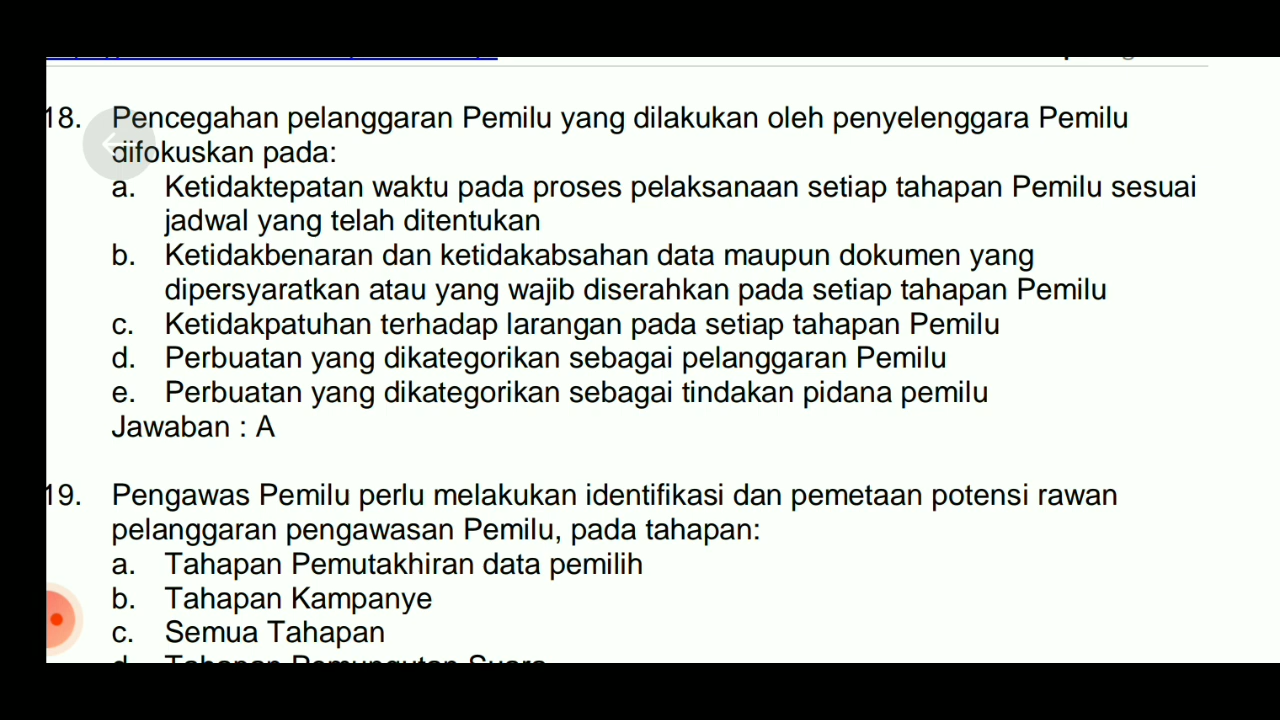 18. Pencegahan pelanggaran Pemilu yang dilakukan oleh penyelenggara Pemilu
difokuskan pada:
a. Ketidaktepatan waktu pada proses pelaksanaan setiap tahapan Pemilu sesuai
jadwal yang telah ditentukan
b. Ketidakbenaran dan ketidakabsahan data maupun dokumen yang
dipersyaratkan atau yang wajib diserahkan pada setiap tahapan Pemilu
c. Ketidakpatuhan terhadap larangan pada setiap tahapan Pemilu
d. Perbuatan yang dikategorikan sebagai pelanggaran Pemilu
e. Perbuatan yang dikategorikan sebagai tindakan pidana pemilu
Jawaban : A
19. Pengawas Pemilu perlu melakukan identifikasi dan pemetaan potensi rawan
pelanggaran pengawasan Pemilu, pada tahapan:
a. Tahapan Pemutakhiran data pemilih
b. Tahapan Kampanye
c. Semua Tahapan
d. Tahapan Pemungutan Suara